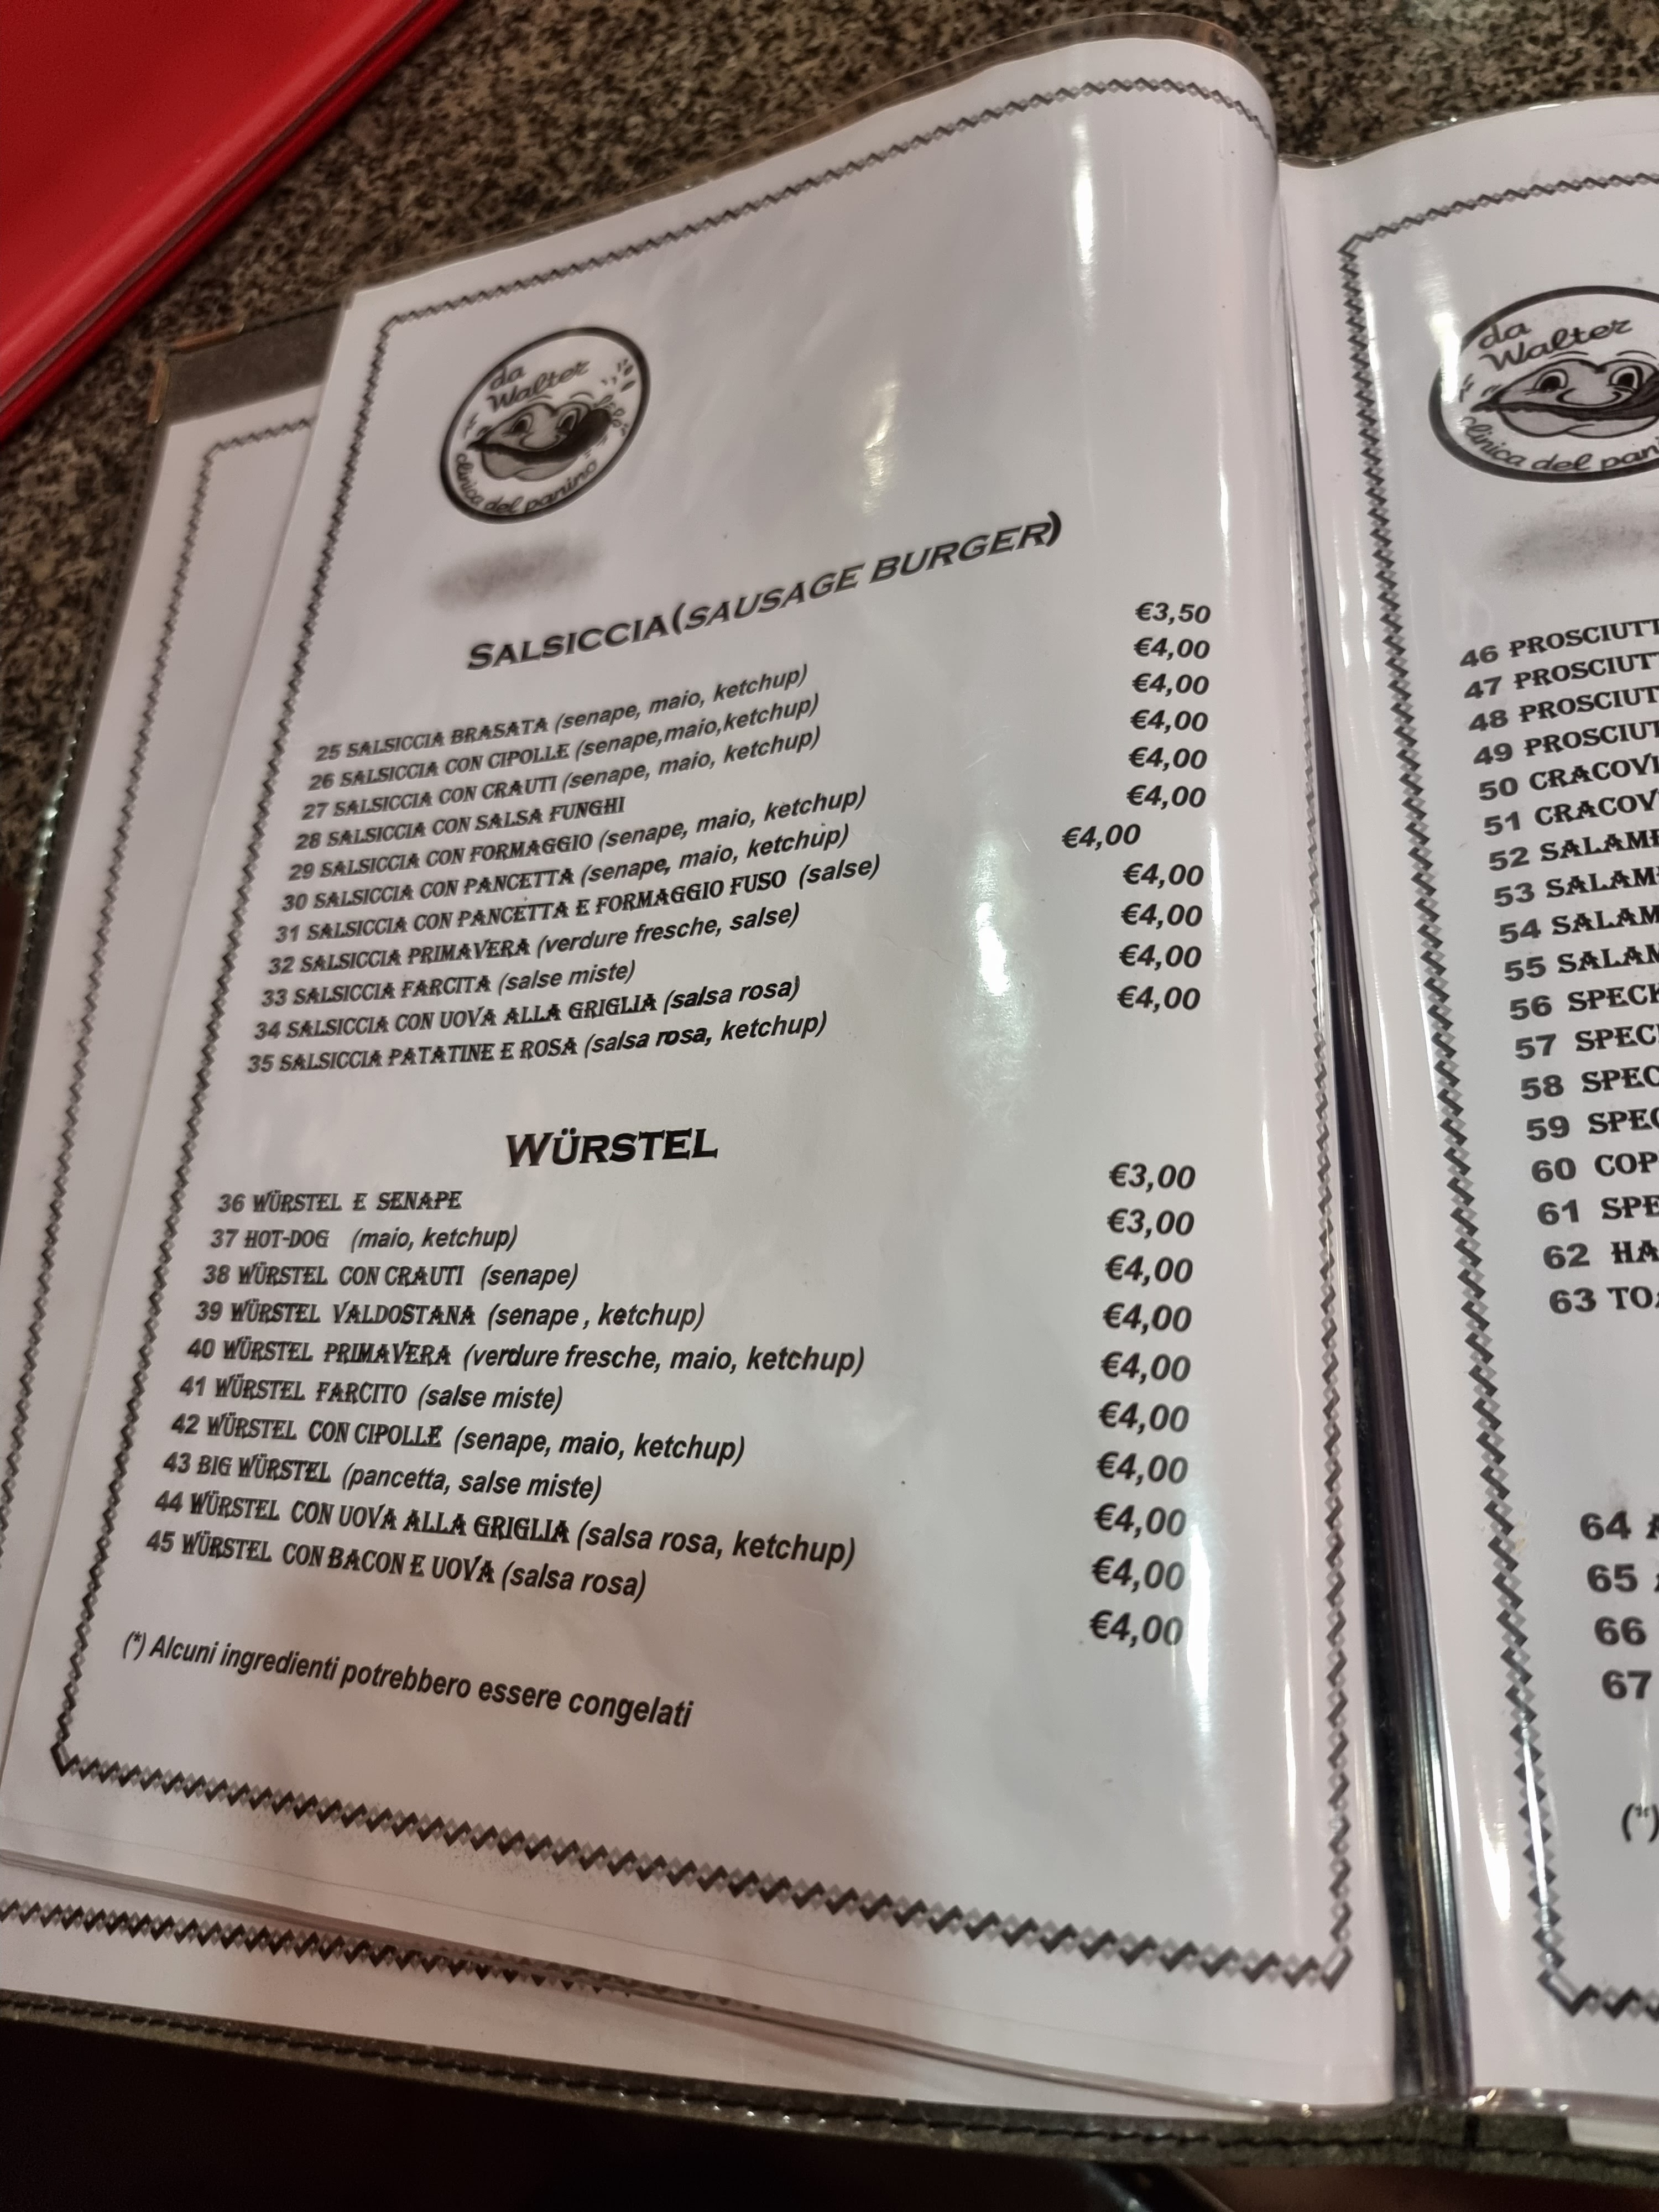 da
Walter
clinica del panino
SALSICCIA(SAUSAGE BURGER)
25 SALSICCIA BRASATA (senape, maio, ketchup) €3,50
26 SALSICCIA CON CIPOLLE (senape,maio,ketchup) €4,00
27 SALSICCIA CON CRAUTI (senape, maio, ketchup) €4,00
28 SALSICCIA CON SALSA FUNGHI €4,00
29 SALSICCIA CON FORMAGGIO (senape, maio, ketchup) €4,00
30 SALSICCIA CON PANCETTA (senape, maio, ketchup) €4,00
31 SALSICCIA CON PANCETTA E FORMAGGIO FUSO (salse) €4,00
32 SALSICCIA PRIMAVERA (verdure fresche, salse) €4,00
33 SALSICCIA FARCITA (salse miste) €4,00
34 SALSICCIA CON UOVA ALLA GRIGLIA (salsa rosa) €4,00
35 SALSICCIA PATATINE E ROSA (salsa rosa, ketchup) €4,00
WÜRSTEL
36 WÜRSTEL E SENAPE €3,00
37 HOT-DOG (maio, ketchup) €3,00
38 WÜRSTEL CON CRAUTI (senape) €4,00
39 WÜRSTEL VALDOSTANA (senape , ketchup) €4,00
40 WÜRSTEL PRIMAVERA (verdure fresche, maio, ketchup) €4,00
41 WÜRSTEL FARCITO (salse miste) €4,00
42 WÜRSTEL CON CIPOLLE (senape, maio, ketchup) €4,00
43 BIG WÜRSTEL (pancetta, salse miste) €4,00
44 WÜRSTEL CON UOVA ALLA GRIGLIA (salsa rosa, ketchup) €4,00
45 WÜRSTEL CON BACON E UOVA (salsa rosa) €4,00
(*) Alcuni ingredienti potrebbero essere congelati
da
Walter
clinica del pani
46 PROSCIUTT
47 PROSCIUT
48 PROSCIUT
49 PROSCIUT
50 CRACOVI
51 CRACOV
52 SALAME
53 SALAM
54 SALAM
55 SALAM
56 SPECK
57 SPEC
58 SPEC
59 SPEC
60 COP
61 SPE
62 HA
63 TO
64 A
65
66
67
(*)